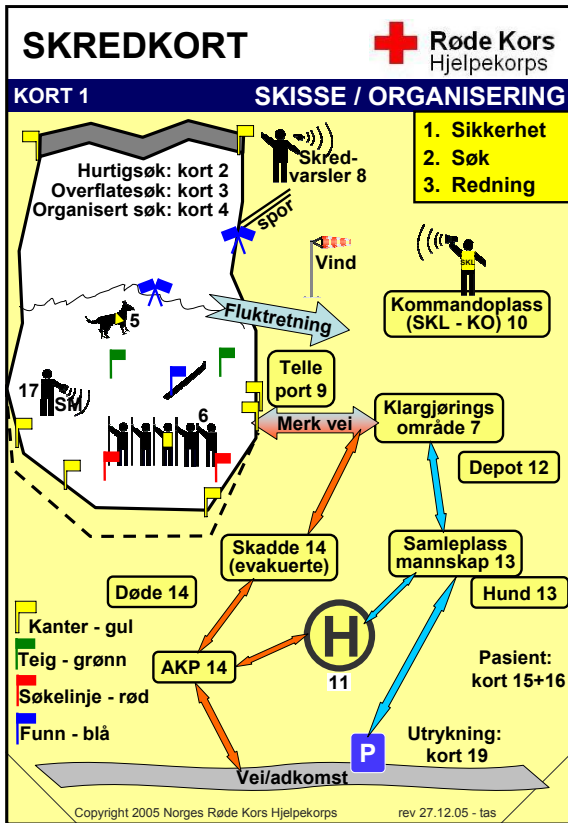 SKREDKORT
Røde Kors
Hjelpekorps
KORT 1
SKISSE / ORGANISERING
1. Sikkerhet
2. Søk
3. Redning
Hurtigsøk: kort 2
Overflatesøk: kort 3
Organisert søk: kort 4
Skred-
varsler 8
spor
Vind
SKL
Kommandoplass
(SKL - KO) 10
5
Fluktretning
Telle
port 9
17
SM
6
Merk vei
Klargjørings
område 7
Depot 12
Skadde 14
(evakuerte)
Samleplass
mannskap 13
Hund 13
Døde 14
Kanter - gul
Teig - grønn
Søkelinje - rød
Funn - blå
AKP 14
H
11
Pasient:
kort 15+16
P
Utrykning:
kort 19
Vei/adkomst
Copyright 2005 Norges Røde Kors Hjelpekorps
rev 27.12.05 - tas